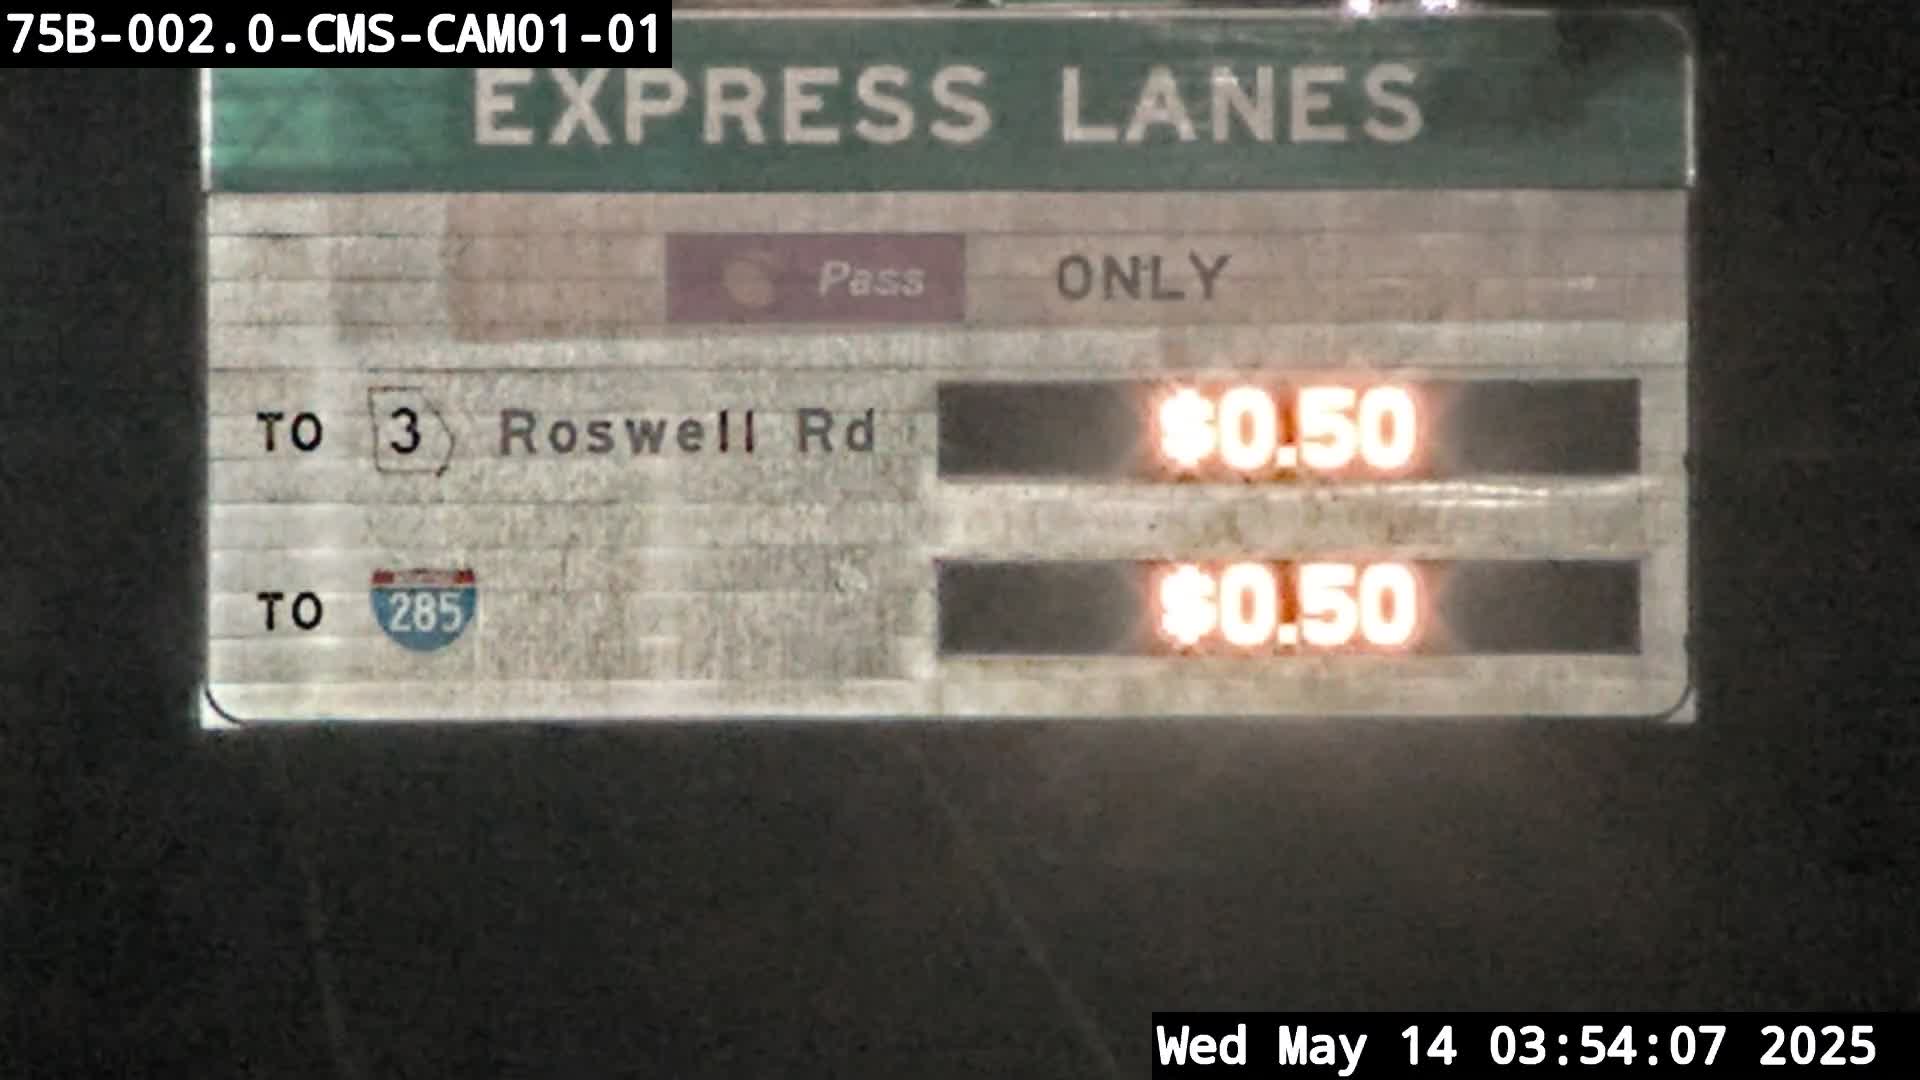 75B-002.0-CMS-CAM01-01
EXPRESS LANES
Pass ONLY
TO 3 Roswell Rd $0.50
TO 285 $0.50
Wed May 14 03:54:07 2025